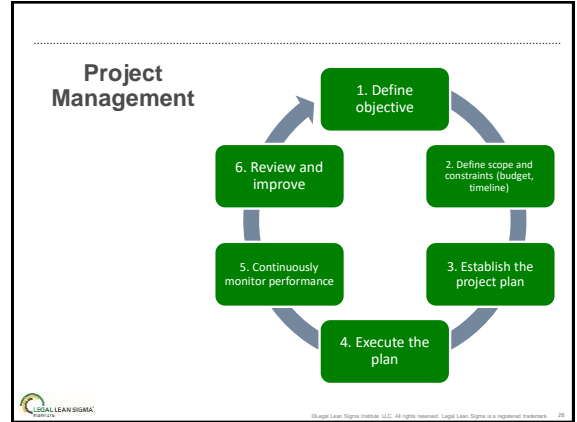 Project
Management
1. Define
objective
2. Define scope and
constraints (budget,
timeline)
3. Establish the
project plan
4. Execute the
plan
5. Continuously
monitor performance
6. Review and
improve
LEGAL LEAN SIGMA
INSTITUTE
©Legal Lean Sigma Institute LLC. All rights reserved. Legal Lean Sigma is a registered trademark. 26